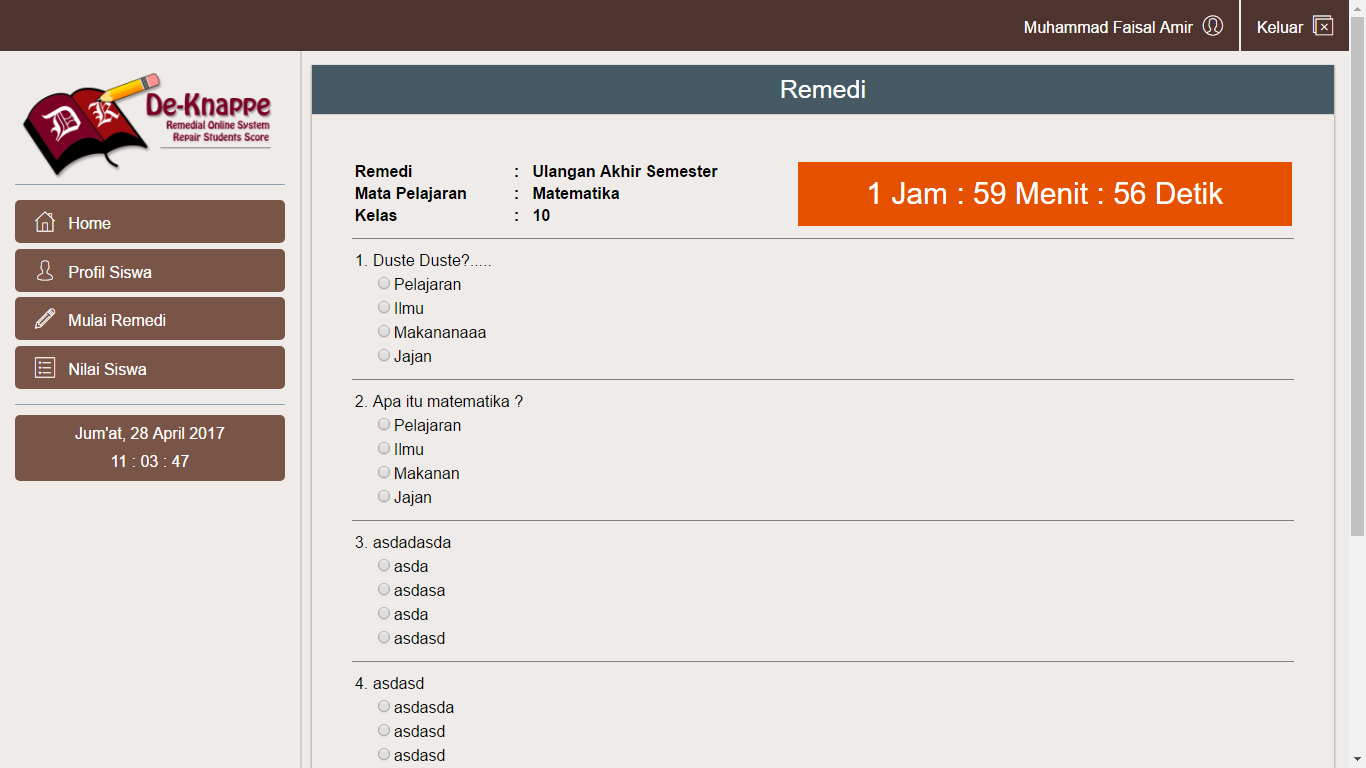 Muhammad Faisal Amir
Keluar
DK
De-Knappe
Remedial Online System
Repair Students Score
Home
Profil Siswa
Mulai Remedi
Nilai Siswa
Jum'at, 28 April 2017
11 : 03 : 47
Remedi
Remedi : Ulangan Akhir Semester
Mata Pelajaran : Matematika
Kelas : 10
1 Jam : 59 Menit : 56 Detik
1. Duste Duste?.....
Pelajaran
Ilmu
Makananaaa
Jajan
2. Apa itu matematika ?
Pelajaran
Ilmu
Makanan
Jajan
3. asdadasda
asda
asdasa
asda
asdasd
4. asdasd
asdasda
asdasd
asdasd